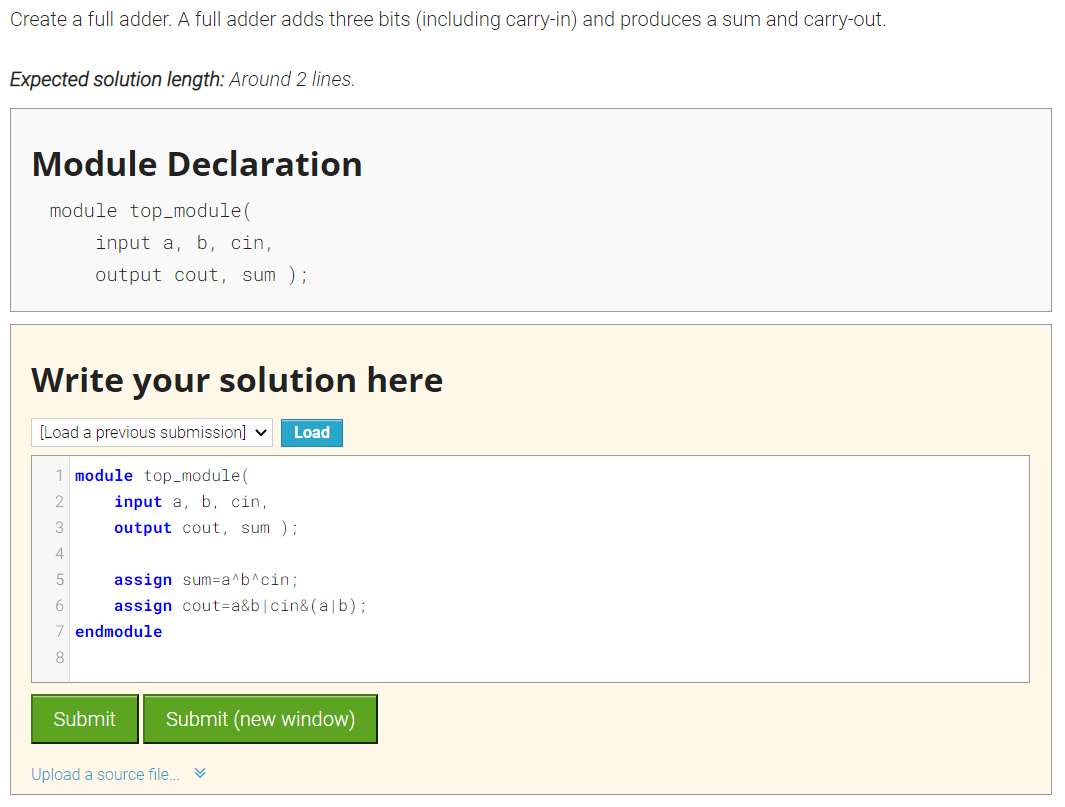 Create a full adder. A full adder adds three bits (including carry-in) and produces a sum and carry-out.
Expected solution length: Around 2 lines.
Module Declaration
module top_module(
    input a, b, cin,
    output cout, sum );
Write your solution here
[Load a previous submission] Load
1 module top_module(
2     input a, b, cin,
3     output cout, sum );
4
5     assign sum=a^b^cin;
6     assign cout=a&b|cin&(a|b);
7 endmodule
8
Submit Submit (new window)
Upload a source file...